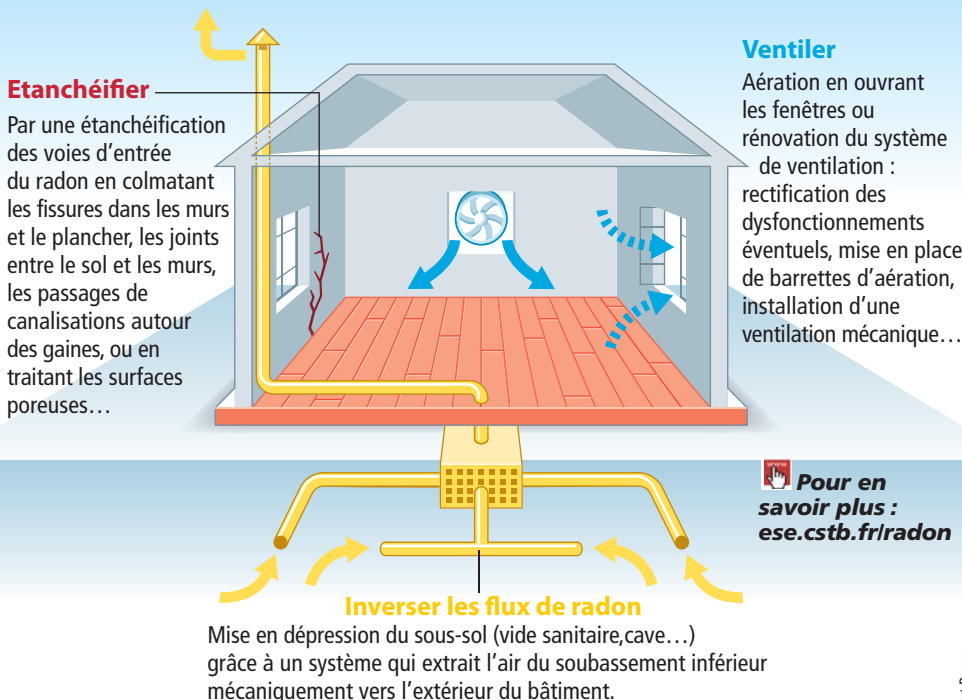 Etanchéifier
Par une étanchéification
des voies d'entrée
du radon en colmatant
les fissures dans les murs
et le plancher, les joints
entre le sol et les murs,
les passages de
canalisations autour
des gaines, ou en
traitant les surfaces
poreuses…
Ventiler
Aération en ouvrant
les fenêtres ou
rénovation du système
de ventilation :
rectification des
dysfonctionnements
éventuels, mise en place
de barrettes d'aération,
installation d'une
ventilation mécanique…
www
Pour en
savoir plus :
ese.cstb.fr/radon
Inverser les flux de radon
Mise en dépression du sous-sol (vide sanitaire,cave…)
grâce à un système qui extrait l'air du soubassement inférieur
mécaniquement vers l'extérieur du bâtiment.